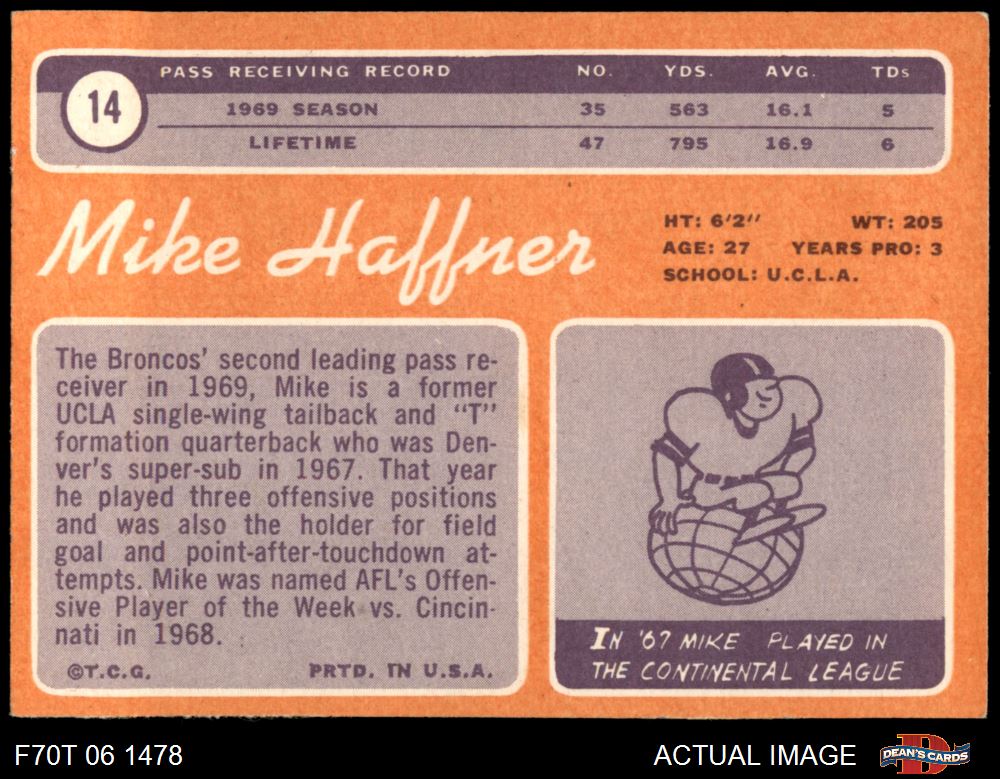 14
PASS RECEIVING RECORD NO. YDS. AVG. TDs
1969 SEASON 35 563 16.1 5
LIFETIME 47 795 16.9 6
Mike Haffner
HT: 6'2" WT: 205
AGE: 27 YEARS PRO: 3
SCHOOL: U.C.L.A.
The Broncos' second leading pass re-
ceiver in 1969, Mike is a former
UCLA single-wing tailback and "T"
formation quarterback who was Den-
ver's super-sub in 1967. That year
he played three offensive positions
and was also the holder for field
goal and point-after-touchdown at-
tempts. Mike was named AFL's Offen-
sive Player of the Week vs. Cincin-
nati in 1968.
©T.C.G. PRTD. IN U.S.A.
IN '67 MIKE PLAYED IN
THE CONTINENTAL LEAGUE
F70T 06 1478
ACTUAL IMAGE
DEAN'S CARDS